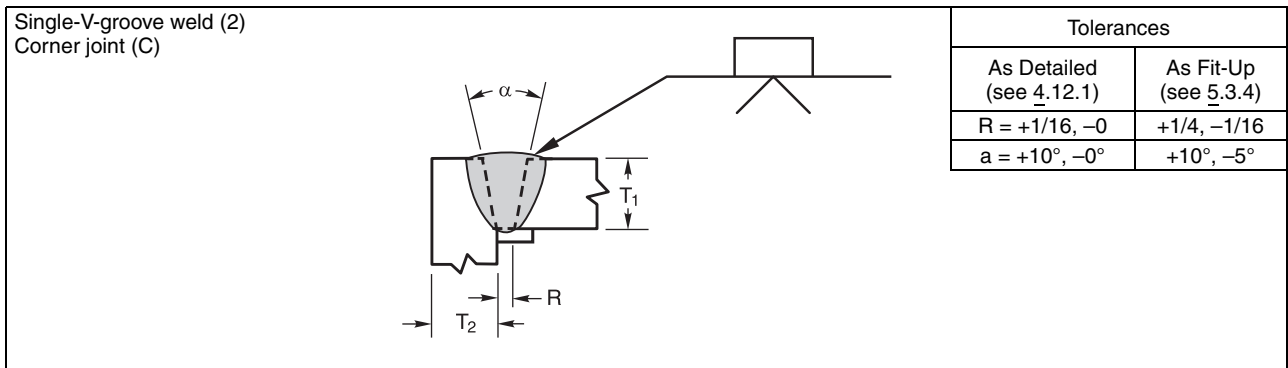 Single-V-groove weld (2)
Corner joint (C)
Tolerances
As Detailed
(see 4.12.1)
As Fit-Up
(see 5.3.4)
R = +1/16, –0
+1/4, –1/16
a = +10°, –0°
+10°, –5°
α
T1
R
T2